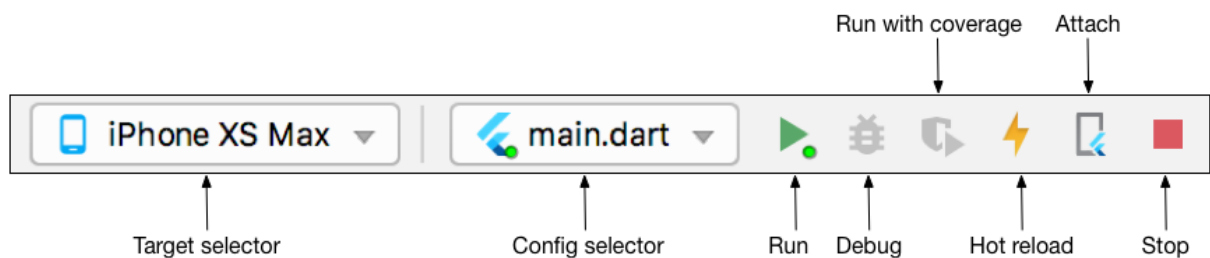 Run with coverage Attach
iPhone XS Max main.dart
Target selector Config selector Run Debug Hot reload Stop